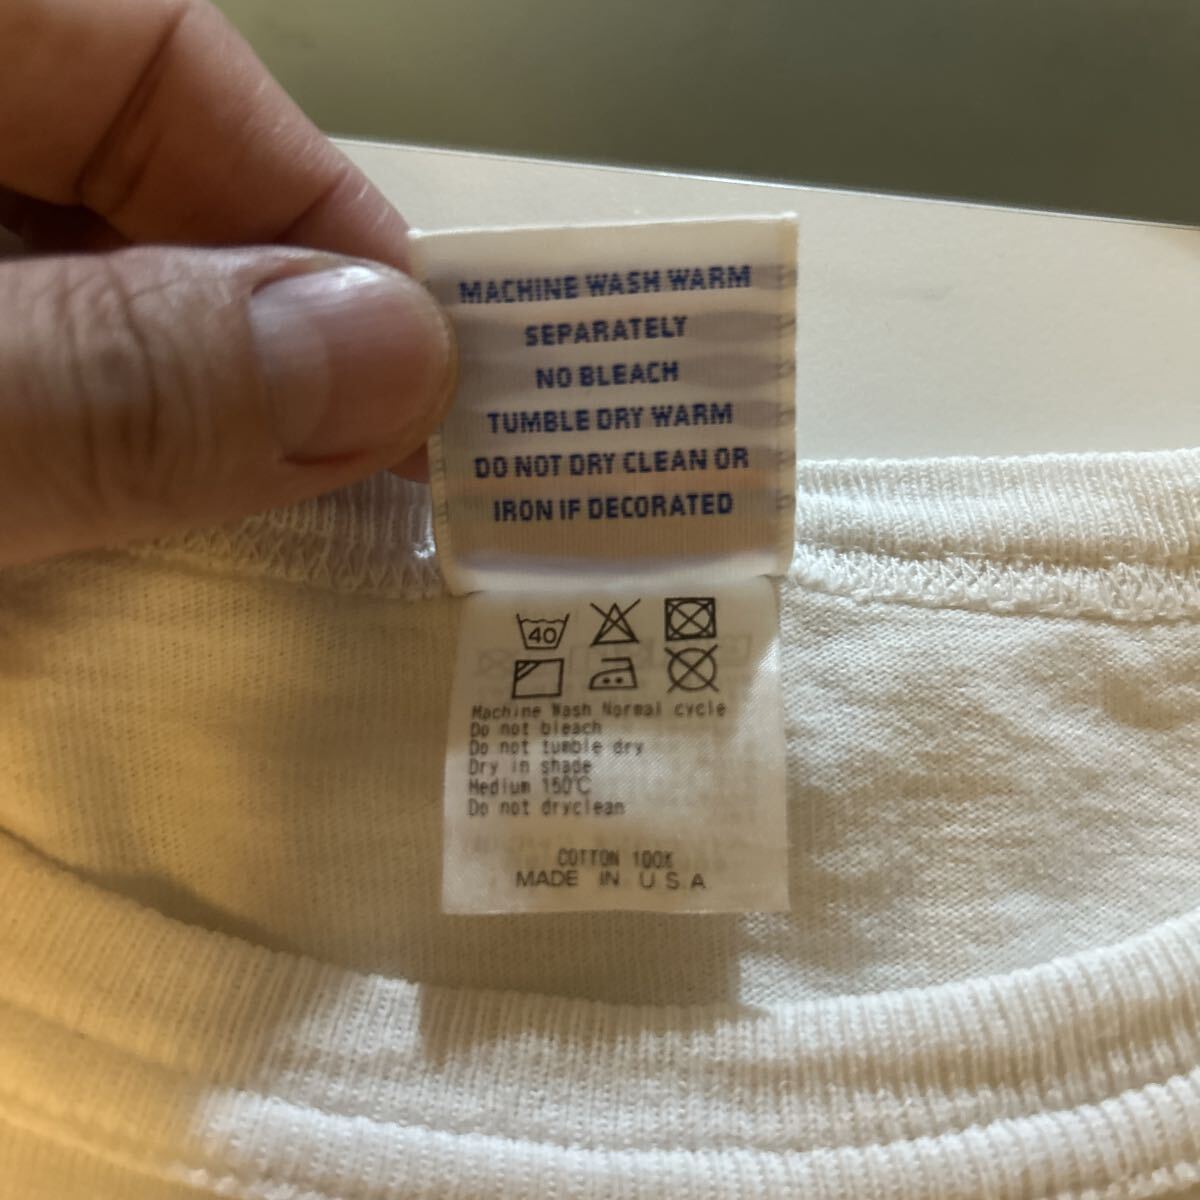 MACHINE WASH WARM
SEPARATELY
NO BLEACH
TUMBLE DRY WARM
DO NOT DRY CLEAN OR
IRON IF DECORATED
40
Machine Wash Normal cycle
Do not bleach
Do not tumble dry
Dry in shade
Medium 150℃
Do not dryclean
COTTON 100%
MADE IN U.S.A